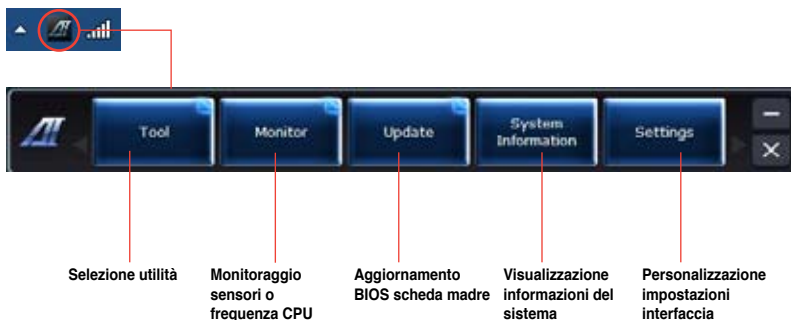 Tool
Monitor
Update
System
Information
Settings
Selezione utilità
Monitoraggio
sensori o
frequenza CPU
Aggiornamento
BIOS scheda madre
Visualizzazione
informazioni del
sistema
Personalizzazione
impostazioni
interfaccia